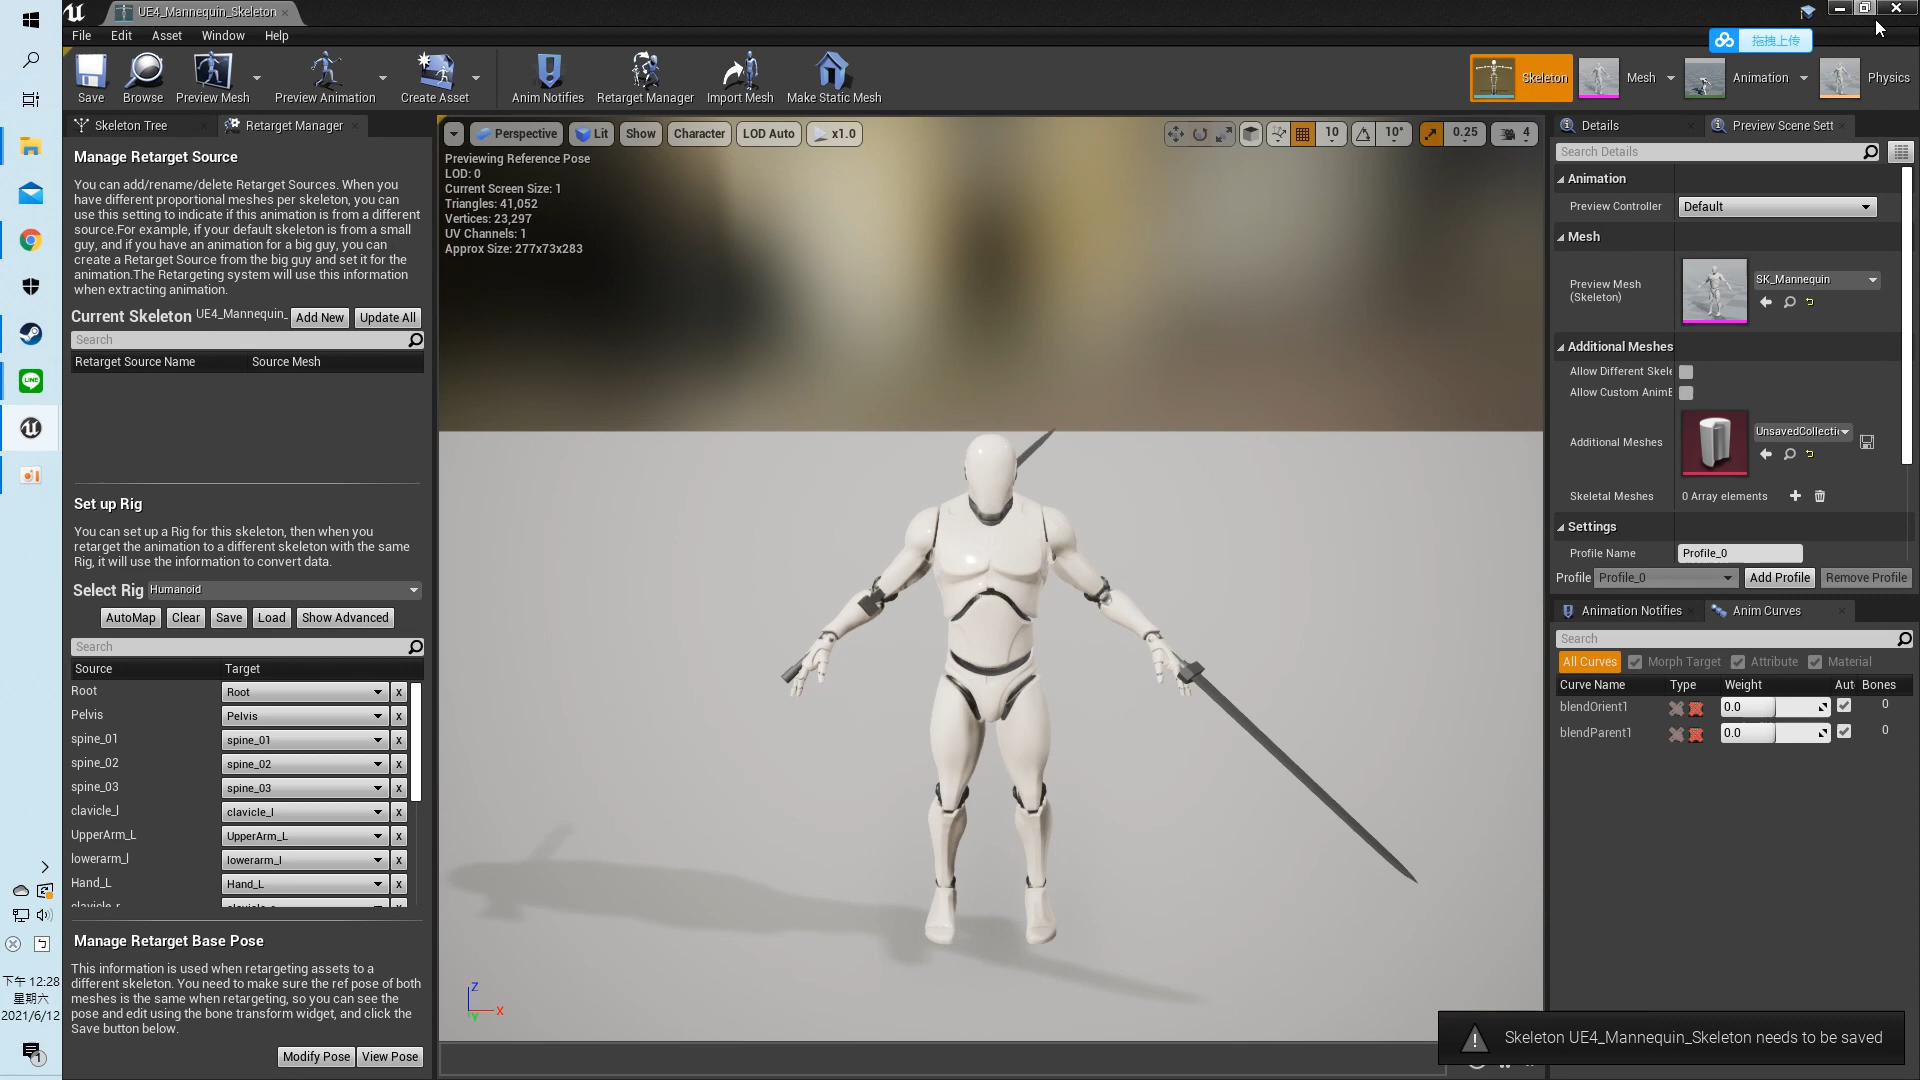 UE4_Mannequin_Skeleton
File Edit Asset Window Help
拖拽上传
Save Browse Preview Mesh Preview Animation Create Asset Anim Notifies Retarget Manager Import Mesh Make Static Mesh
Skeleton Mesh Animation Physics
Skeleton Tree Retarget Manager
Manage Retarget Source
You can add/rename/delete Retarget Sources. When you
have different proportional meshes per skeleton, you can
use this setting to indicate if this animation is from a different
source.For example, if your default skeleton is from a small
guy, and if you have an animation for a big guy, you can
create a Retarget Source from the big guy and set it for the
animation.The Retargeting system will use this information
when extracting animation.
Current Skeleton UE4_Mannequin_ Add New Update All
Search
Retarget Source Name Source Mesh
Set up Rig
You can set up a Rig for this skeleton, then when you
retarget the animation to a different skeleton with the same
Rig, it will use the information to convert data.
Select Rig Humanoid
AutoMap Clear Save Load Show Advanced
Search
Source Target
Root Root x
Pelvis Pelvis x
spine_01 spine_01 x
spine_02 spine_02 x
spine_03 spine_03 x
clavicle_l clavicle_l x
UpperArm_L UpperArm_L x
lowerarm_l lowerarm_l x
Hand_L Hand_L x
Manage Retarget Base Pose
This information is used when retargeting assets to a
different skeleton. You need to make sure the ref pose of both
meshes is the same when retargeting, so you can see the
pose and edit using the bone transform widget, and click the
Save button below.
Modify Pose View Pose
Perspective Lit Show Character LOD Auto x1.0
10 10° 0.25 4
Previewing Reference Pose
LOD: 0
Current Screen Size: 1
Triangles: 41,052
Vertices: 23,297
UV Channels: 1
Approx Size: 277x73x283
Z
X
Y
Details Preview Scene Sett
Search Details
Animation
Preview Controller Default
Mesh
Preview Mesh
(Skeleton)
SK_Mannequin
Additional Meshes
Allow Different Skele
Allow Custom AnimB
Additional Meshes UnsavedCollecti
Skeletal Meshes 0 Array elements
Settings
Profile Name Profile_0
Profile Profile_0 Add Profile Remove Profile
Animation Notifies Anim Curves
Search
All Curves Morph Target Attribute Material
Curve Name Type Weight Aut Bones
blendOrient1 0.0 0
blendParent1 0.0 0
Skeleton UE4_Mannequin_Skeleton needs to be saved
LINE
下午 12:28
星期六
2021/6/12
1